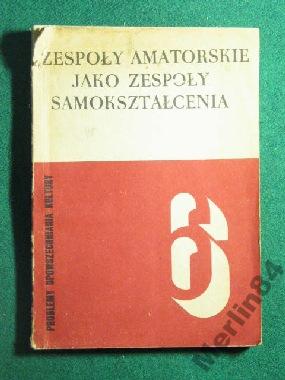 ZESPOŁY AMATORSKIE
JAKO ZESPOŁY
SAMOKSZTAŁCENIA
PROBLEMY UPOWSZECHNIANIA KULTURY
6
Merlin84